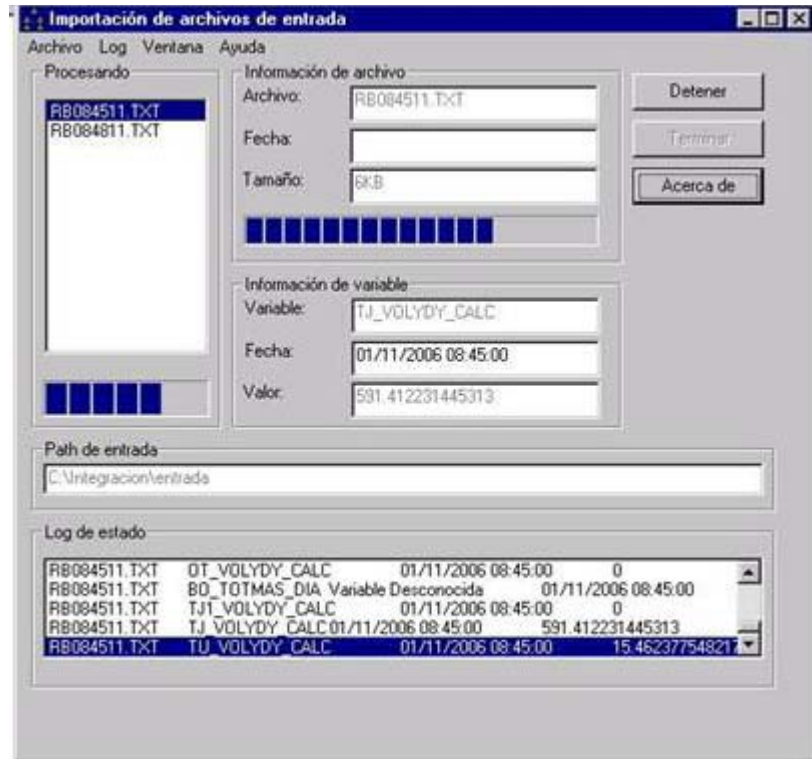 Importación de archivos de entrada
Archivo Log Ventana Ayuda
Procesando
RB084511.TXT
RB084811.TXT
Información de archivo
Archivo: RB084511.TXT
Fecha:
Tamaño: 6KB
Detener
Terminar
Acerca de
Información de variable
Variable: TJ_VOLYDY_CALC
Fecha: 01/11/2006 08:45:00
Valor: 591.412231445313
Path de entrada
C:\Integracion\entrada
Log de estado
RB084511.TXT OT_VOLYDY_CALC 01/11/2006 08:45:00 0
RB084511.TXT BO_TOTMAS_DIA Variable Desconocida 01/11/2006 08:45:00
RB084511.TXT TJ1_VOLYDY_CALC 01/11/2006 08:45:00 0
RB084511.TXT TJ_VOLYDY_CALC 01/11/2006 08:45:00 591.412231445313
RB084511.TXT TU_VOLYDY_CALC 01/11/2006 08:45:00 15.462377548217